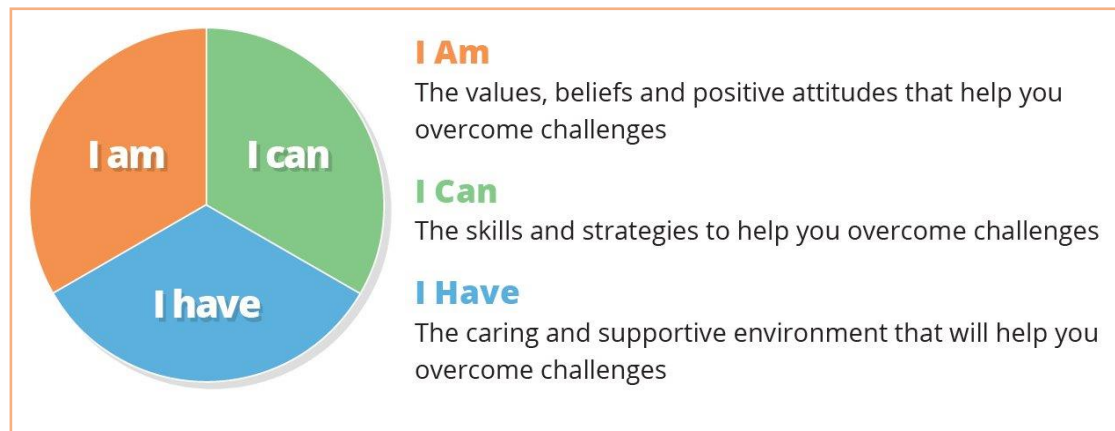 I am
I can
I have
I Am
The values, beliefs and positive attitudes that help you
overcome challenges
I Can
The skills and strategies to help you overcome challenges
I Have
The caring and supportive environment that will help you
overcome challenges